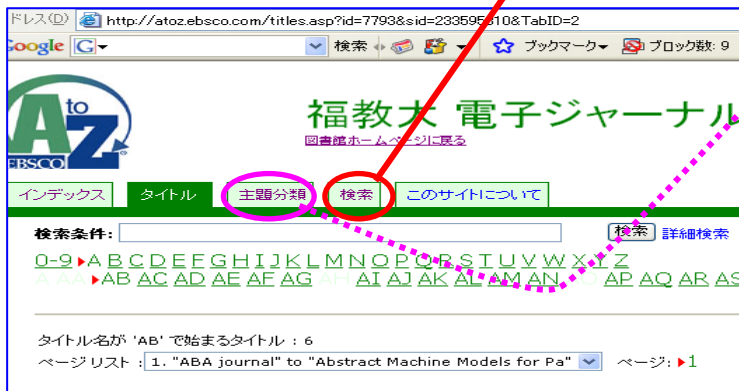 ドレス(D) http://atoz.ebsco.com/titles.asp?id=7793&sid=233595810&TabID=2
Google G 検索 ブックマーク ブロック数: 9
A to Z
EBSCO
福教大 電子ジャーナル
図書館ホームページに戻る
インデックス タイトル 主題分類 検索 このサイトについて
検索条件: 検索 詳細検索
0-9 A B C D E F G H I J K L M N O P Q R S T U V W X Y Z
A AA AB AC AD AE AF AG AH AI AJ AK AL AM AN AP AQ AR AS
タイトル名が 'AB' で始まるタイトル : 6
ページリスト : 1. "ABA journal" to "Abstract Machine Models for Pa" ページ: 1